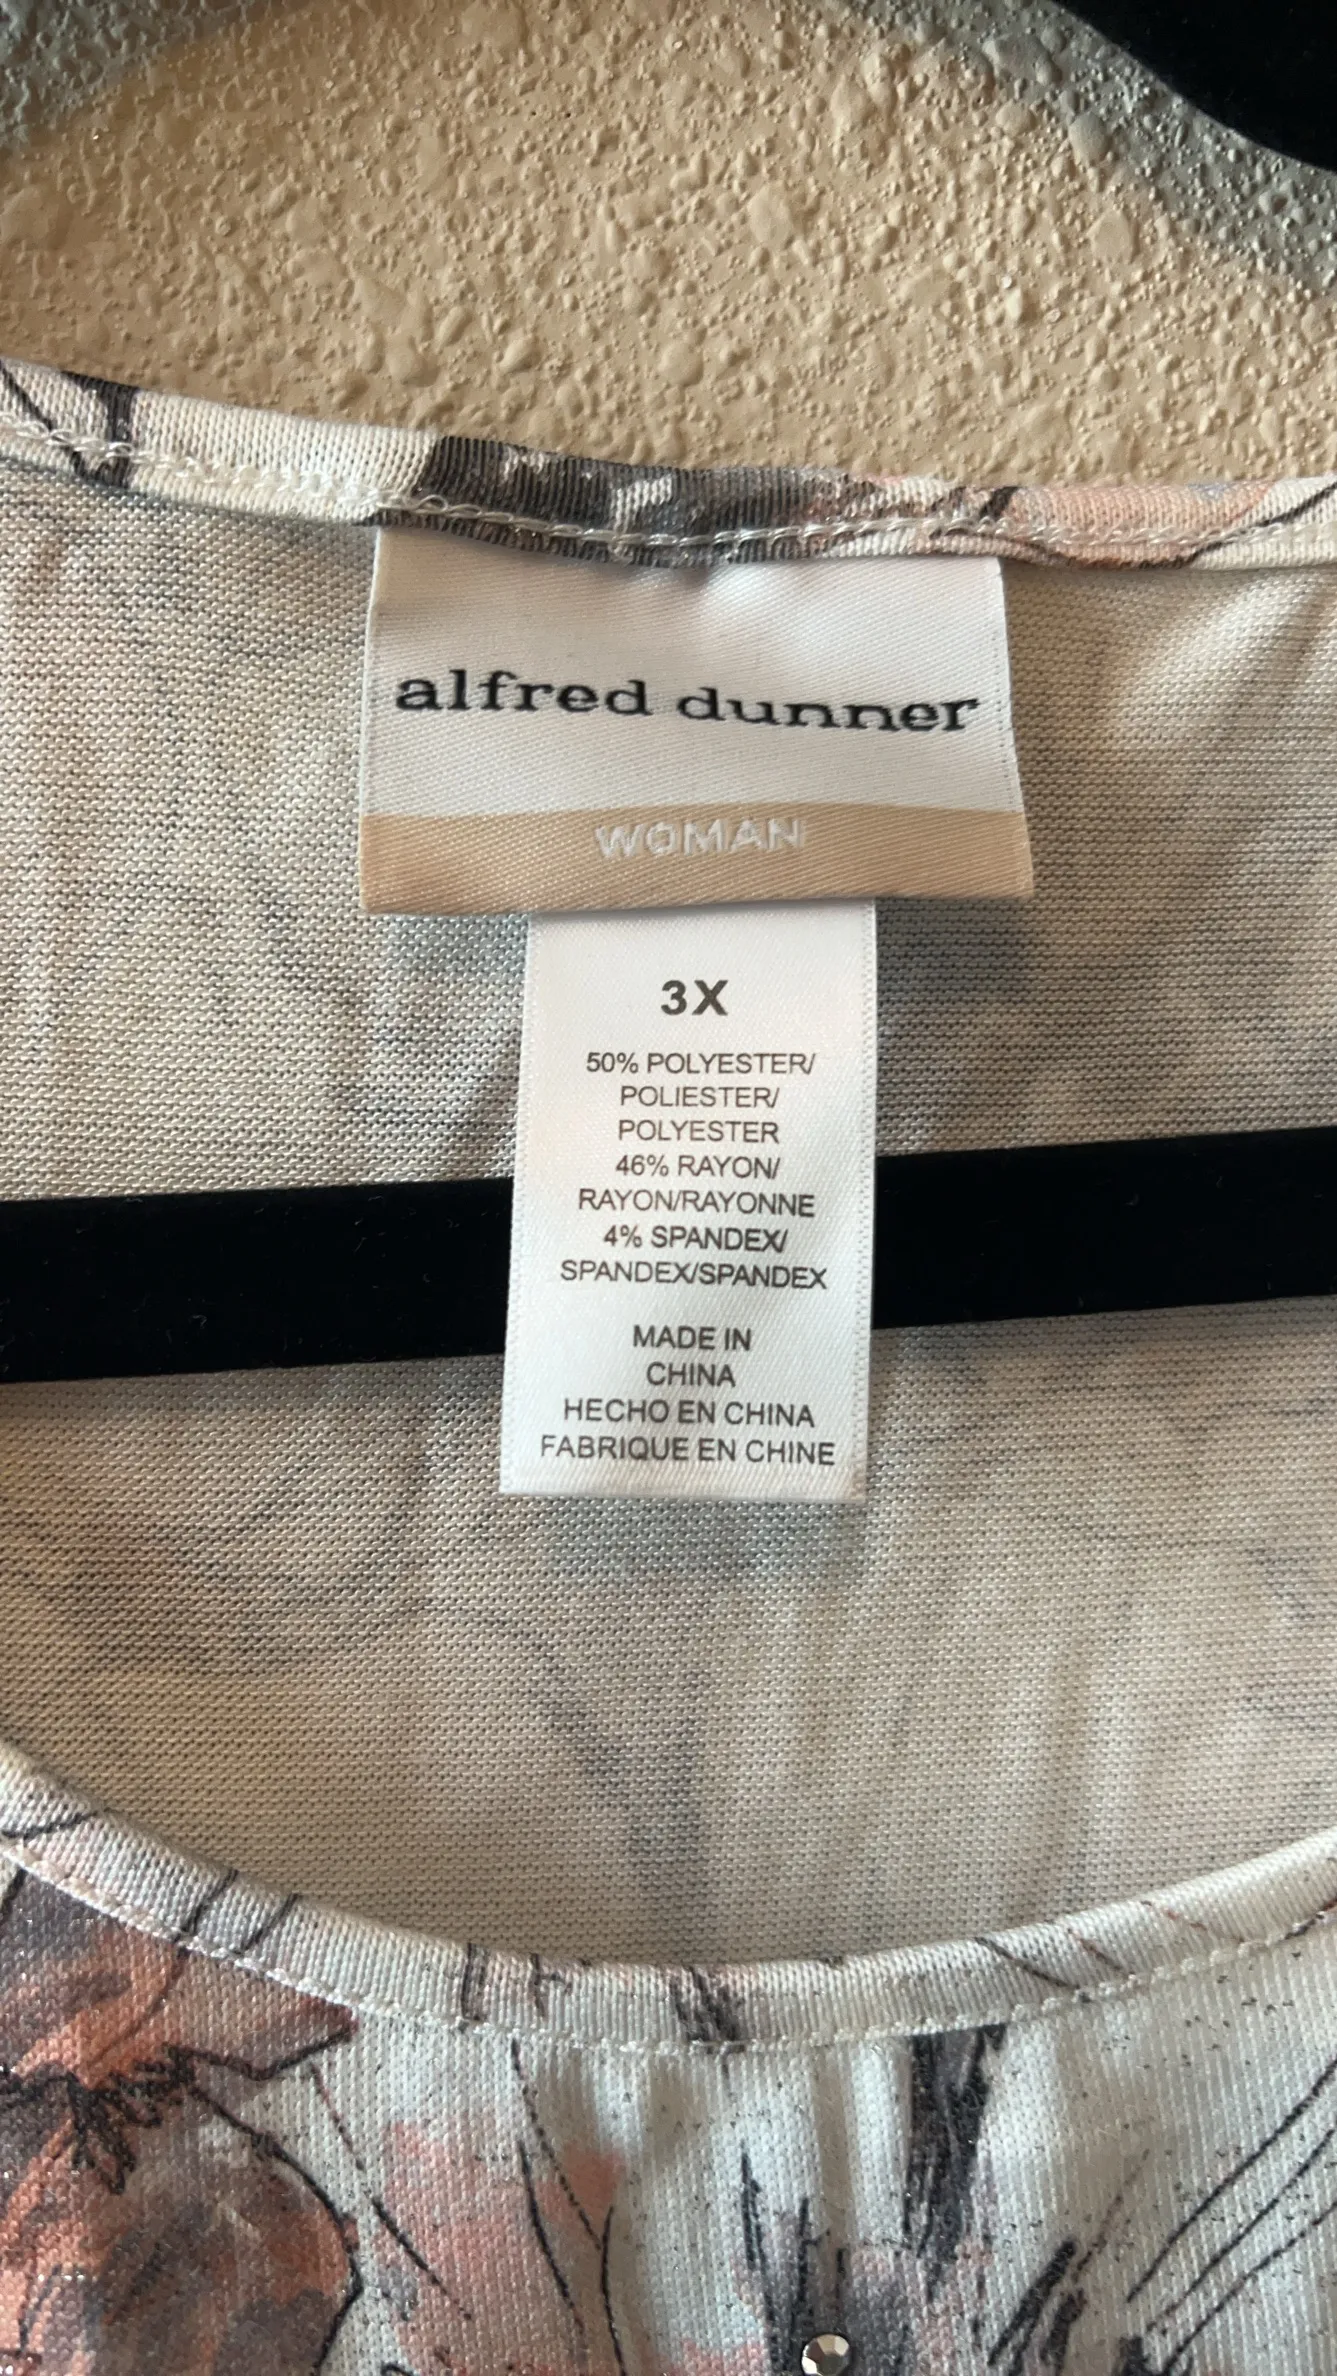 alfred dunner
WOMAN
3X
50% POLYESTER/
POLIESTER/
POLYESTER
46% RAYON/
RAYON/RAYONNE
4% SPANDEX/
SPANDEX/SPANDEX
MADE IN
CHINA
HECHO EN CHINA
FABRIQUE EN CHINE